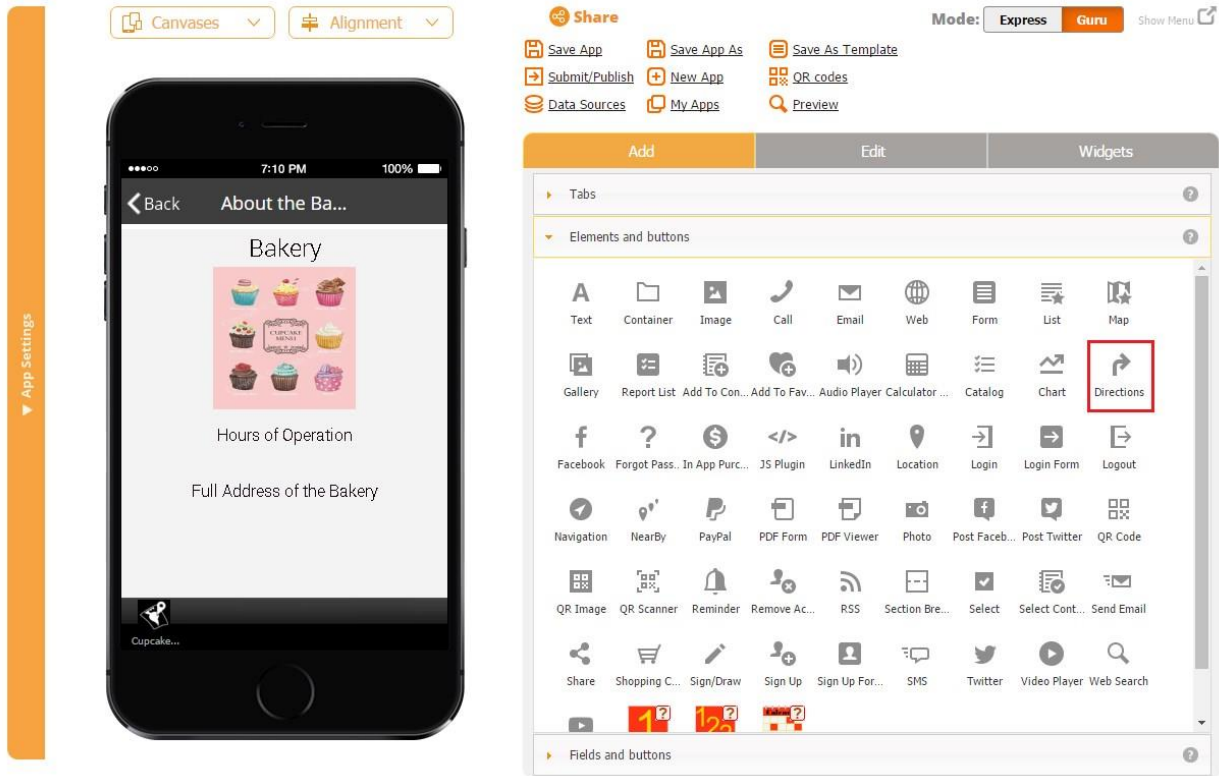 Canvases
Alignment
Share
Mode: Express Guru Show Menu
Save App
Save App As
Save As Template
Submit/Publish
New App
QR codes
Data Sources
My Apps
Preview
App Settings
7:10 PM 100%
Back About the Ba...
Bakery
CUPCAKE
MENU
Hours of Operation
Full Address of the Bakery
Cupcake...
Add Edit Widgets
Tabs
Elements and buttons
Text Container Image Call Email Web Form List Map
Gallery Report List Add To Con... Add To Fav... Audio Player Calculator ... Catalog Chart Directions
Facebook Forgot Pass... In App Purc... JS Plugin LinkedIn Location Login Login Form Logout
Navigation NearBy PayPal PDF Form PDF Viewer Photo Post Faceb... Post Twitter QR Code
QR Image QR Scanner Reminder Remove Ac... RSS Section Bre... Select Select Cont... Send Email
Share Shopping C... Sign/Draw Sign Up Sign Up For... SMS Twitter Video Player Web Search
Fields and buttons